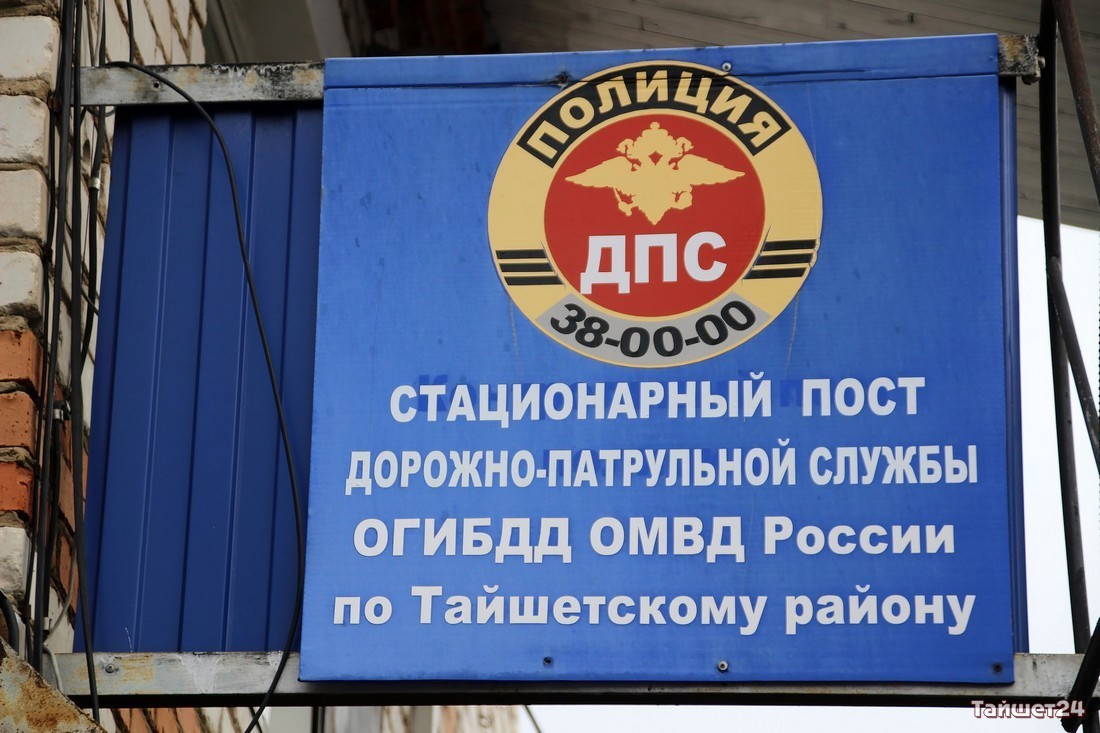 ПОЛИЦИЯ
ДПС
38-00-00
СТАЦИОНАРНЫЙ ПОСТ
ДОРОЖНО-ПАТРУЛЬНОЙ СЛУЖБЫ
ОГИБДД ОМВД России
по Тайшетскому району
Тайшет24